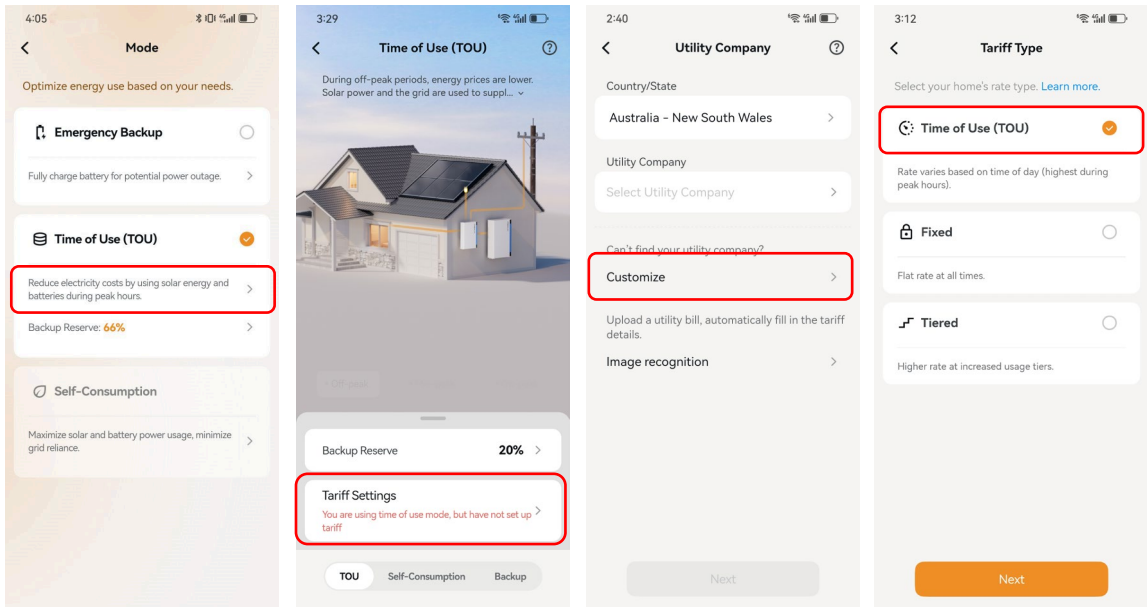 4:05
Mode
Optimize energy use based on your needs.
Emergency Backup
Fully charge battery for potential power outage.
Time of Use (TOU)
Reduce electricity costs by using solar energy and
batteries during peak hours.
Backup Reserve: 66%
Self-Consumption
Maximize solar and battery power usage, minimize
grid reliance.
3:29
Time of Use (TOU)
During off-peak periods, energy prices are lower.
Solar power and the grid are used to suppl...
Off-peak
Backup Reserve 20%
Tariff Settings
You are using time of use mode, but have not set up
tariff
TOU Self-Consumption Backup
2:40
Utility Company
Country/State
Australia - New South Wales
Utility Company
Select Utility Company
Can't find your utility company?
Customize
Upload a utility bill, automatically fill in the tariff
details.
Image recognition
Next
3:12
Tariff Type
Select your home's rate type. Learn more.
Time of Use (TOU)
Rate varies based on time of day (highest during
peak hours).
Fixed
Flat rate at all times.
Tiered
Higher rate at increased usage tiers.
Next